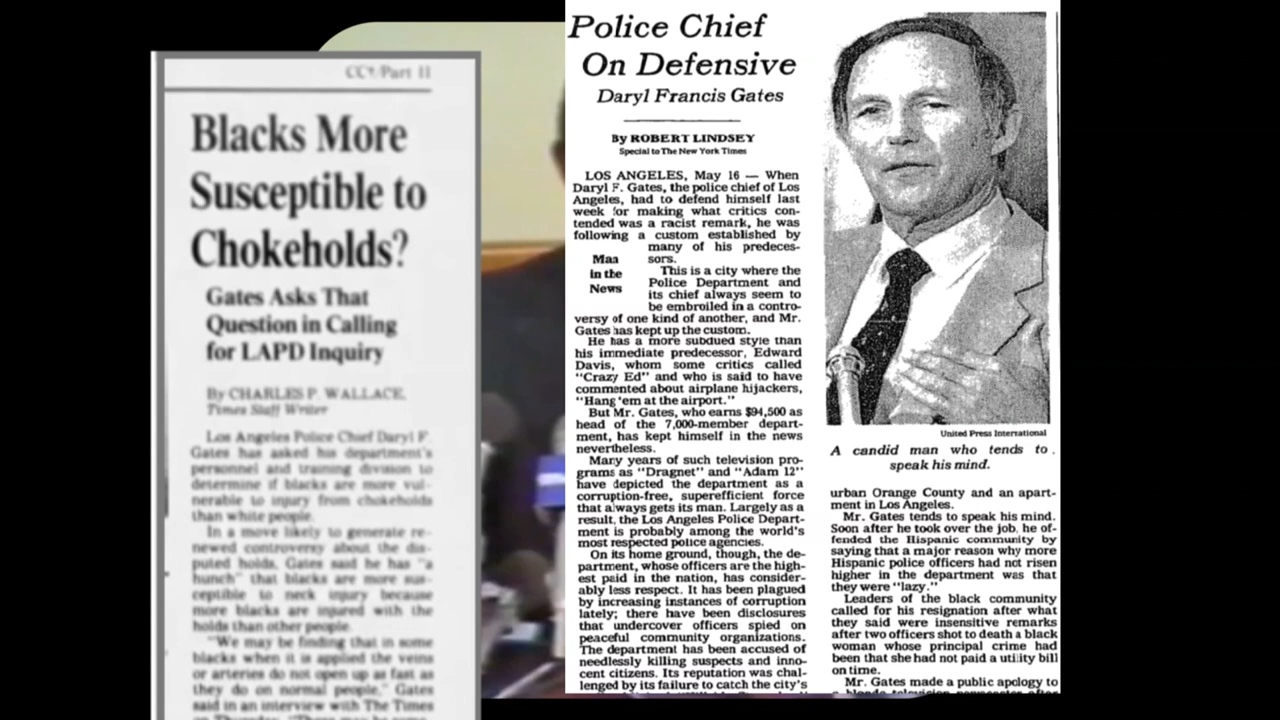 CC†/Part II
Blacks More
Susceptible to
Chokeholds?
Gates Asks That
Question in Calling
for LAPD Inquiry
By CHARLES P. WALLACE,
Times Staff Writer
Los Angeles Police Chief Daryl F.
Gates has asked his department's
personnel and training division to
determine if blacks are more vul-
nerable to injury from chokeholds
than white people.
In a move likely to generate re-
newed controversy about the dis-
puted holds, Gates said he has "a
hunch" that blacks are more sus-
ceptible to neck injury because
more blacks are injured with the
holds than other people.
"We may be finding that in some
blacks when it is applied the veins
or arteries do not open up as fast as
they do on normal people," Gates
said in an interview with The Times
on Thursday.
Police Chief
On Defensive
Daryl Francis Gates
By ROBERT LINDSEY
Special to The New York Times
LOS ANGELES, May 16 — When
Daryl F. Gates, the police chief of Los
Angeles, had to defend himself last
week for making what critics con-
tended was a racist remark, he was
following a custom established by
many of his predeces-
sors.
Man
in the
News
This is a city where the
Police Department and
its chief always seem to
be embroiled in a contro-
versy of one kind of another, and Mr.
Gates has kept up the custom.
He has a more subdued style than
his immediate predecessor, Edward
Davis, whom some critics called
"Crazy Ed" and who is said to have
commented about airplane hijackers,
"Hang 'em at the airport."
But Mr. Gates, who earns $94,500 as
head of the 7,000-member depart-
ment, has kept himself in the news
nevertheless.
Many years of such television pro-
grams as "Dragnet" and "Adam 12"
have depicted the department as a
corruption-free, superefficient force
that always gets its man. Largely as a
result, the Los Angeles Police Depart-
ment is probably among the world's
most respected police agencies.
On its home ground, though, the de-
partment, whose officers are the high-
est paid in the nation, has consider-
ably less respect. It has been plagued
by increasing instances of corruption
lately; there have been disclosures
that undercover officers spied on
peaceful community organizations.
The department has been accused of
needlessly killing suspects and inno-
cent citizens. Its reputation was chal-
lenged by its failure to catch the city's
United Press International
A candid man who tends to
speak his mind.
urban Orange County and an apart-
ment in Los Angeles.
Mr. Gates tends to speak his mind.
Soon after he took over the job, he of-
fended the Hispanic community by
saying that a major reason why more
Hispanic police officers had not risen
higher in the department was that
they were "lazy."
Leaders of the black community
called for his resignation after what
they said were insensitive remarks
after two officers shot to death a black
woman whose principal crime had
been that she had not paid a utility bill
on time.
Mr. Gates made a public apology to